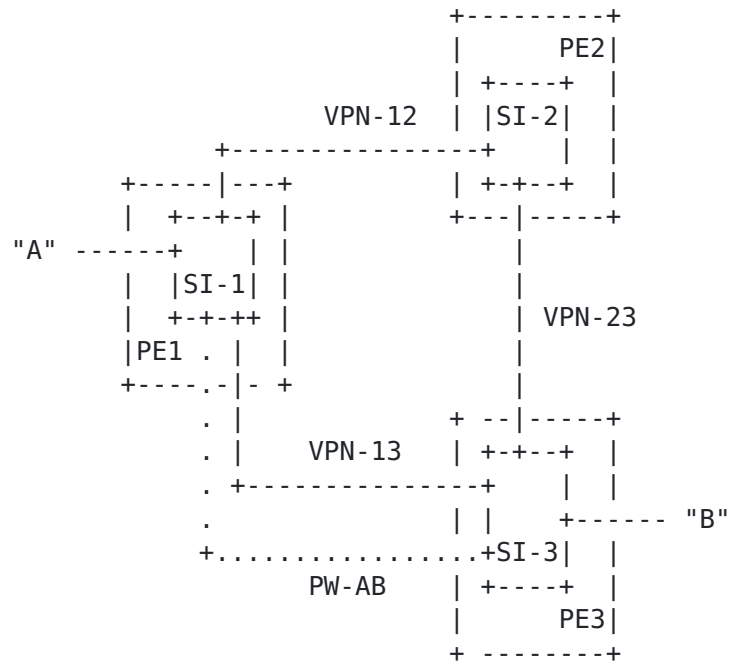 PE2
VPN-12 SI-2
"A"
SI-1
VPN-23
PE1
VPN-13
"B"
SI-3
PW-AB
PE3